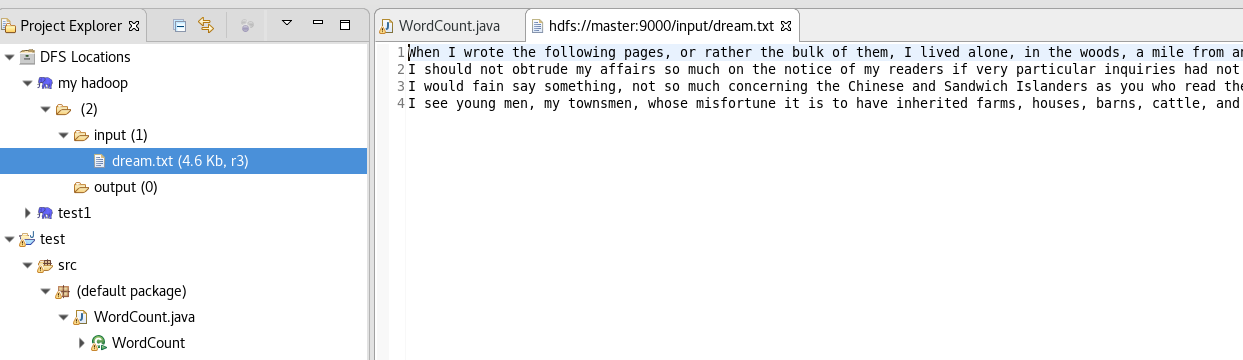 Project Explorer
DFS Locations
my hadoop
(2)
input (1)
dream.txt (4.6 Kb, r3)
output (0)
test1
test
src
(default package)
WordCount.java
WordCount
WordCount.java
hdfs://master:9000/input/dream.txt
1 When I wrote the following pages, or rather the bulk of them, I lived alone, in the woods, a mile from
2 I should not obtrude my affairs so much on the notice of my readers if very particular inquiries had not
3 I would fain say something, not so much concerning the Chinese and Sandwich Islanders as you who read
4 I see young men, my townsmen, whose misfortune it is to have inherited farms, houses, barns, cattle, and